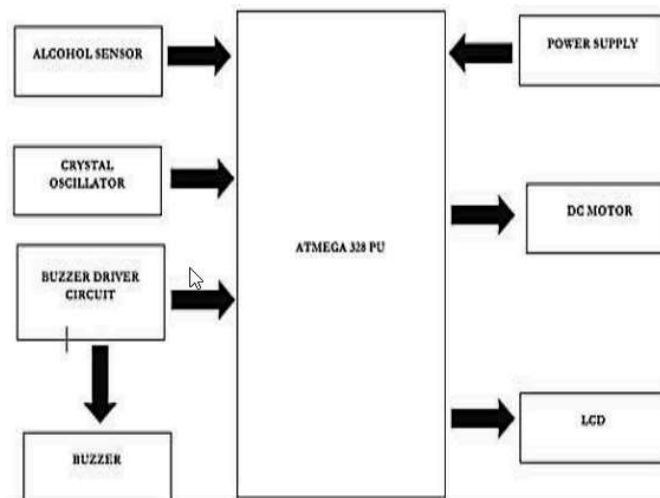 ALCOHOL SENSOR
POWER SUPPLY
CRYSTAL
OSCILLATOR
DC MOTOR
ATMEGA 328 PU
BUZZER DRIVER
CIRCUIT
LCD
BUZZER